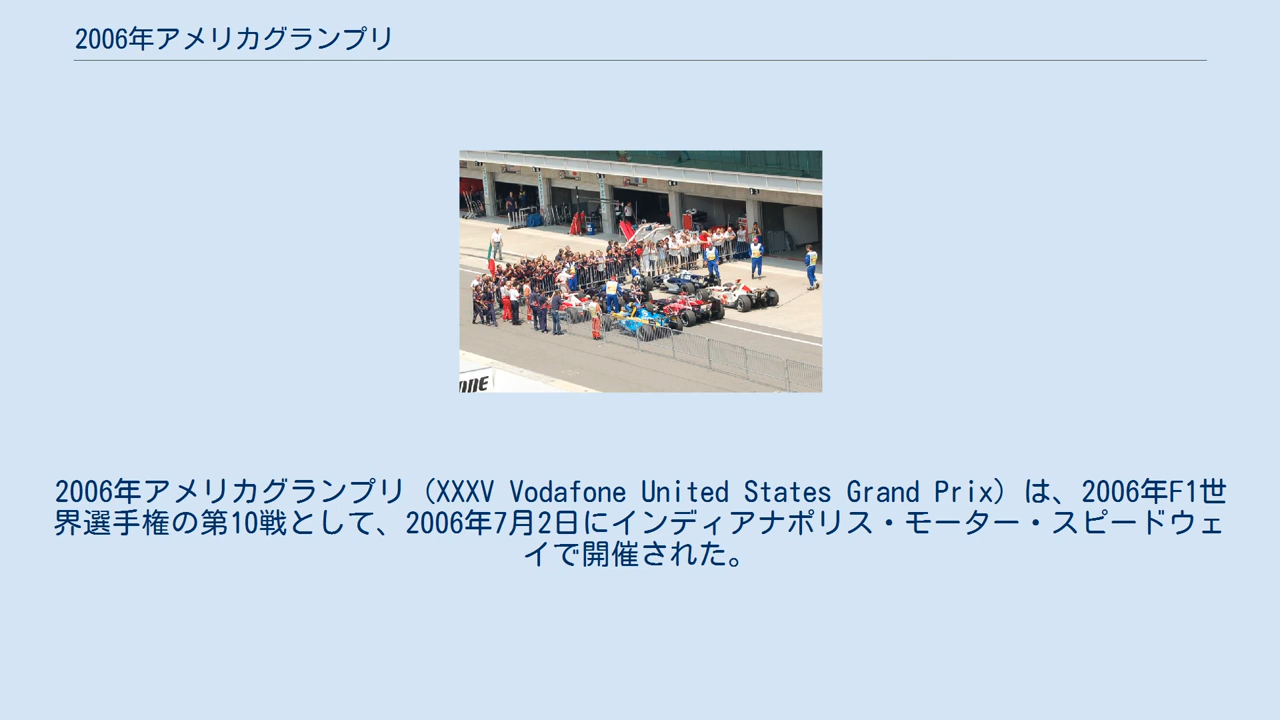 2006年アメリカグランプリ
2006年アメリカグランプリ（XXXV Vodafone United States Grand Prix）は、2006年F1世
界選手権の第10戦として、2006年7月2日にインディアナポリス・モーター・スピードウェ
イで開催された。